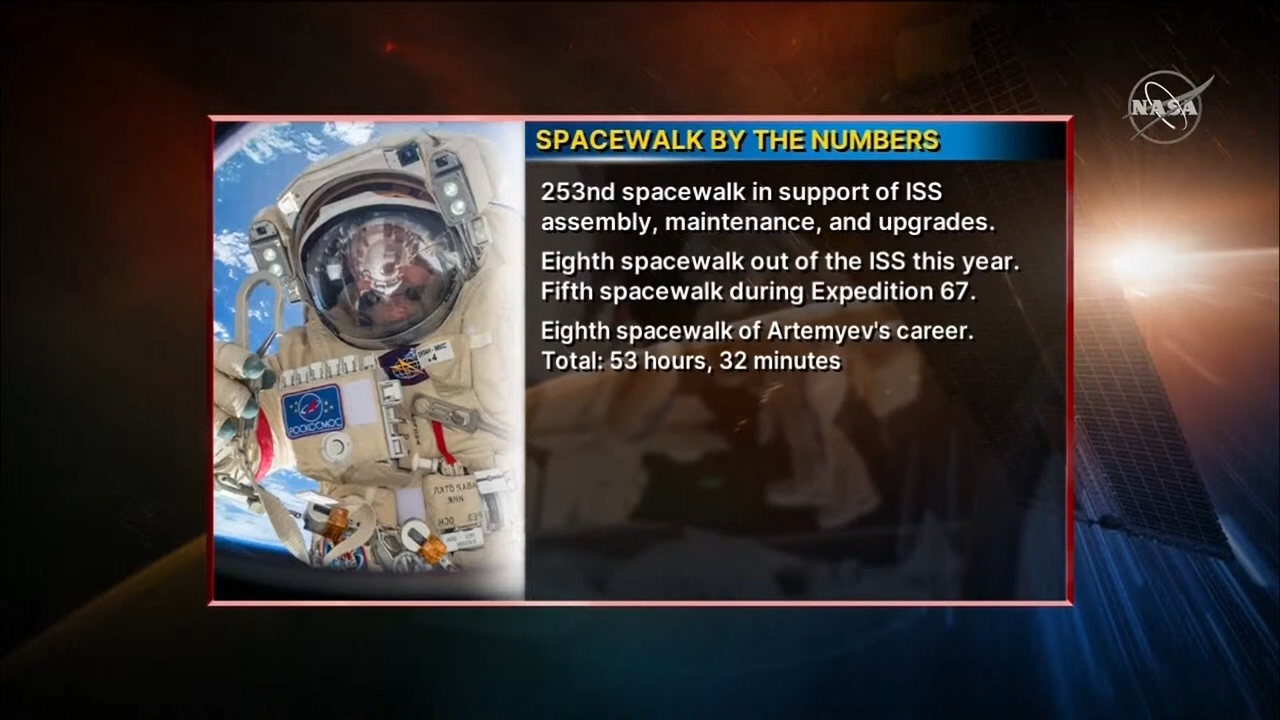 NASA
SPACEWALK BY THE NUMBERS
253nd spacewalk in support of ISS
assembly, maintenance, and upgrades.
Eighth spacewalk out of the ISS this year.
Fifth spacewalk during Expedition 67.
Eighth spacewalk of Artemyev's career.
Total: 53 hours, 32 minutes
РОСКОСМОС